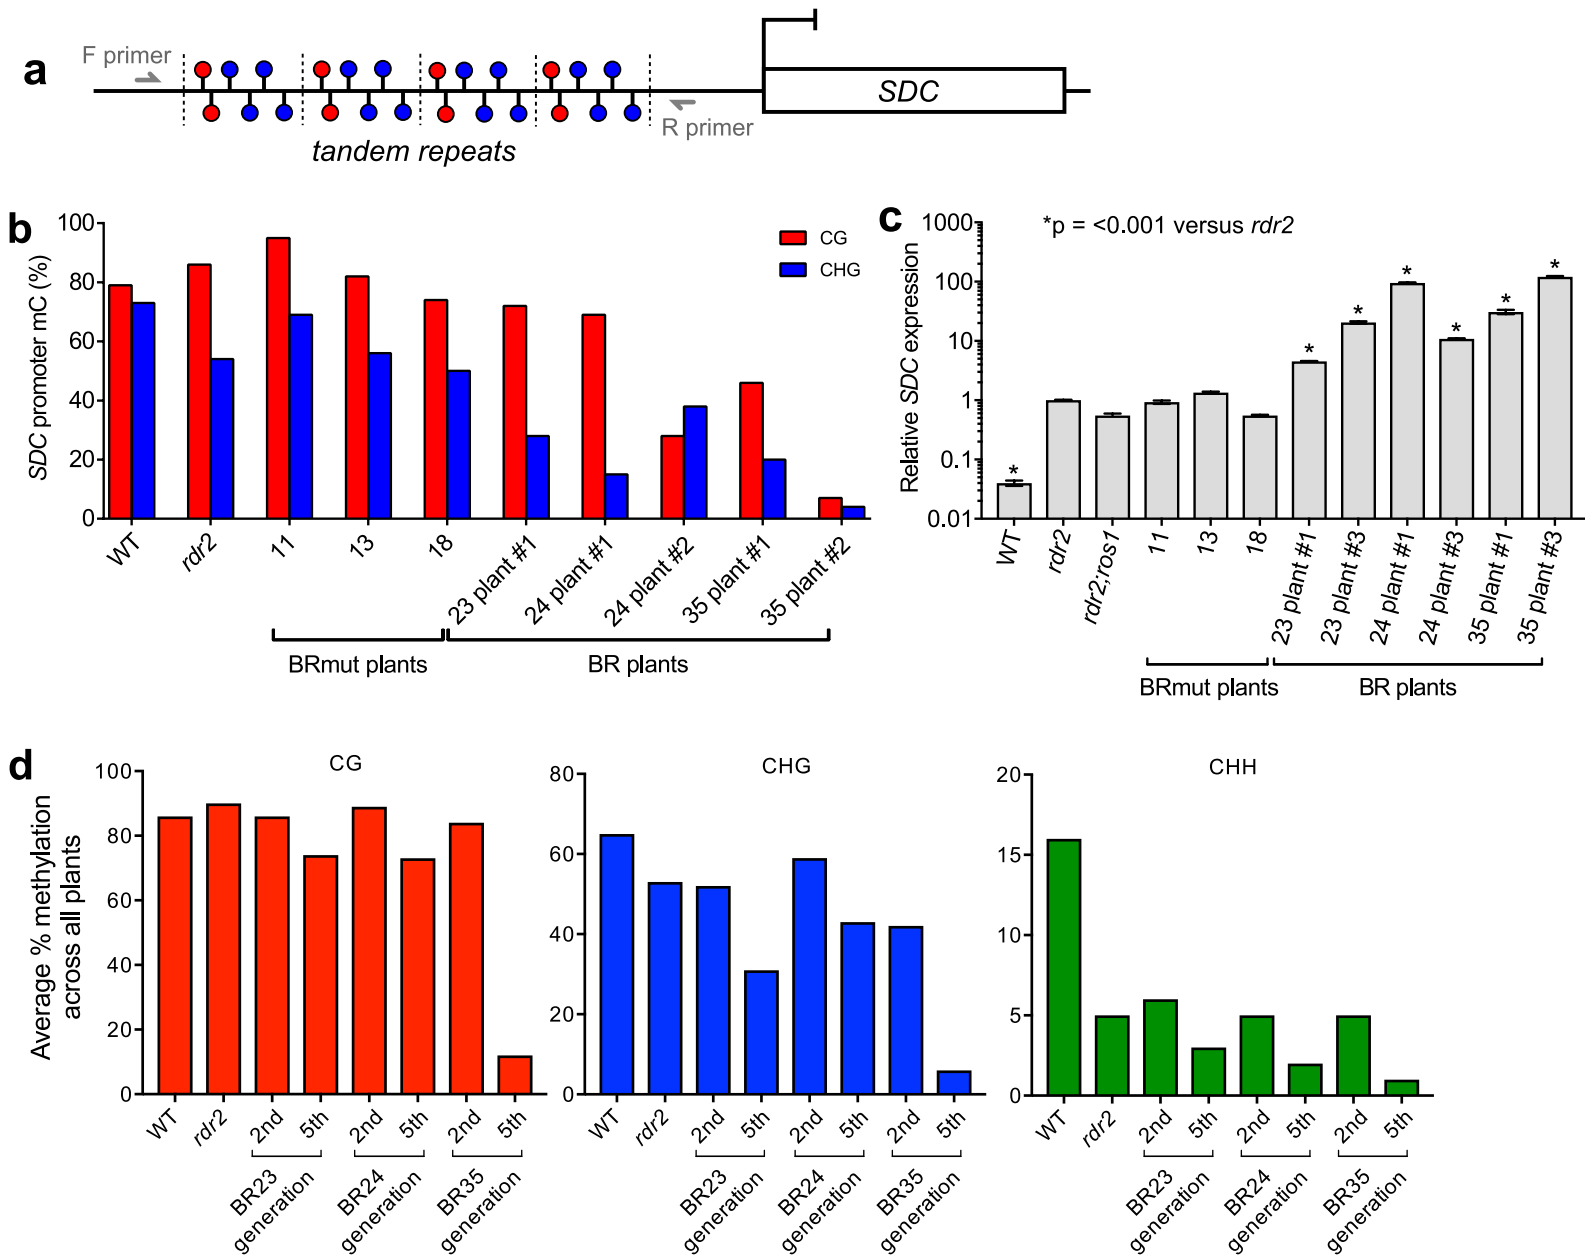 a
F primer
R primer
SDC
tandem repeats
b
SDC promoter mC (%)
100
80
60
40
20
0
CG
CHG
WT
rdr2
11
13
18
23 plant #1
24 plant #1
24 plant #2
35 plant #1
35 plant #2
BRmut plants
BR plants
c
*p = <0.001 versus rdr2
Relative SDC expression
1000
100
10
1
0.1
0.01
*
*
*
*
*
*
*
WT
rdr2
rdr2;ros1
11
13
18
23 plant #1
23 plant #3
24 plant #1
24 plant #3
35 plant #1
35 plant #3
BRmut plants
BR plants
d
Average % methylation
across all plants
CG
100
80
60
40
20
0
WT
rdr2
2nd
5th
2nd
5th
2nd
5th
BR23
generation
BR24
generation
BR35
generation
CHG
80
60
40
20
0
WT
rdr2
2nd
5th
2nd
5th
2nd
5th
BR23
generation
BR24
generation
BR35
generation
CHH
20
15
10
5
0
WT
rdr2
2nd
5th
2nd
5th
2nd
5th
BR23
generation
BR24
generation
BR35
generation